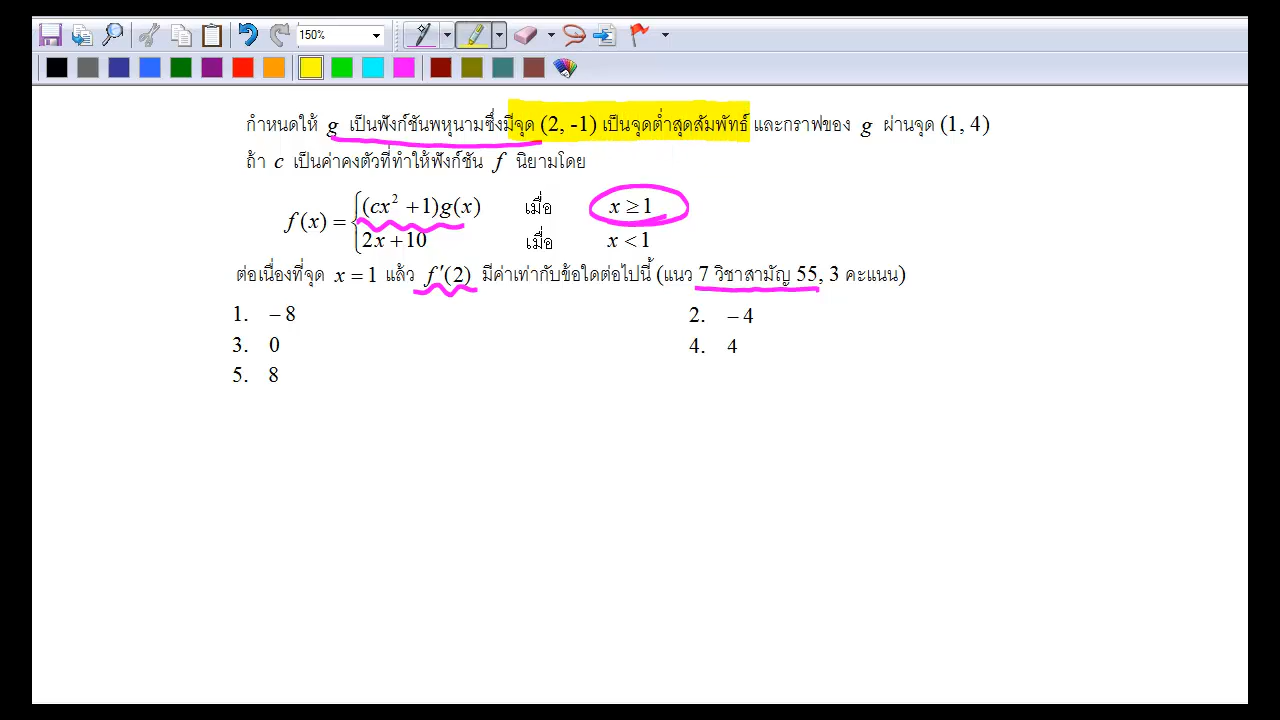 150%
กำหนดให้ g เป็นฟังก์ชันพหุนามซึ่งมีจุด (2, -1) เป็นจุดต่ำสุดสัมพัทธ์ และกราฟของ g ผ่านจุด (1, 4)
ถ้า c เป็นค่าคงตัวที่ทำให้ฟังก์ชัน f นิยามโดย
f(x) = { (cx² + 1)g(x) เมื่อ x ≥ 1
2x + 10 เมื่อ x < 1
ต่อเนื่องที่จุด x = 1 แล้ว f′(2) มีค่าเท่ากับข้อใดต่อไปนี้ (แนว 7 วิชาสามัญ 55, 3 คะแนน)
1. – 8 2. – 4
3. 0 4. 4
5. 8